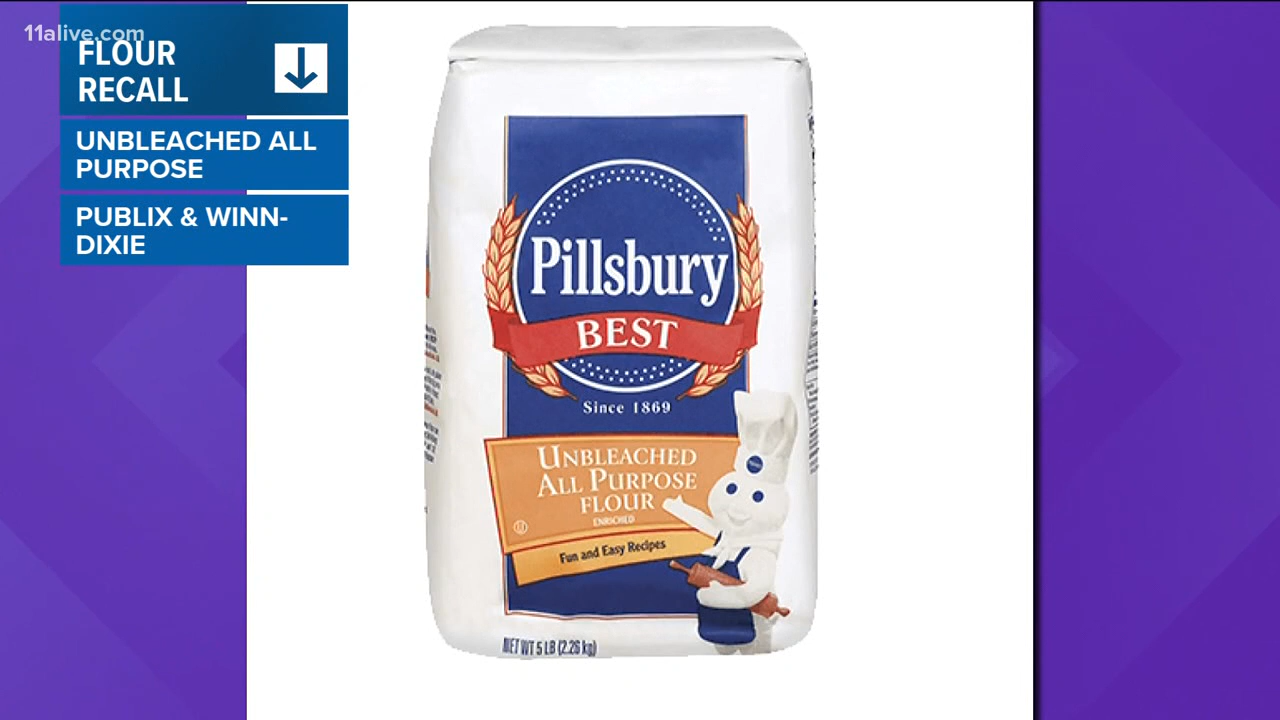 11alive.com
FLOUR
RECALL
UNBLEACHED ALL
PURPOSE
PUBLIX & WINN-
DIXIE
Pillsbury
BEST
Since 1869
UNBLEACHED
ALL PURPOSE
FLOUR
ENRICHED
Fun and Easy Recipes
NET WT 5 LB (2.26 kg)